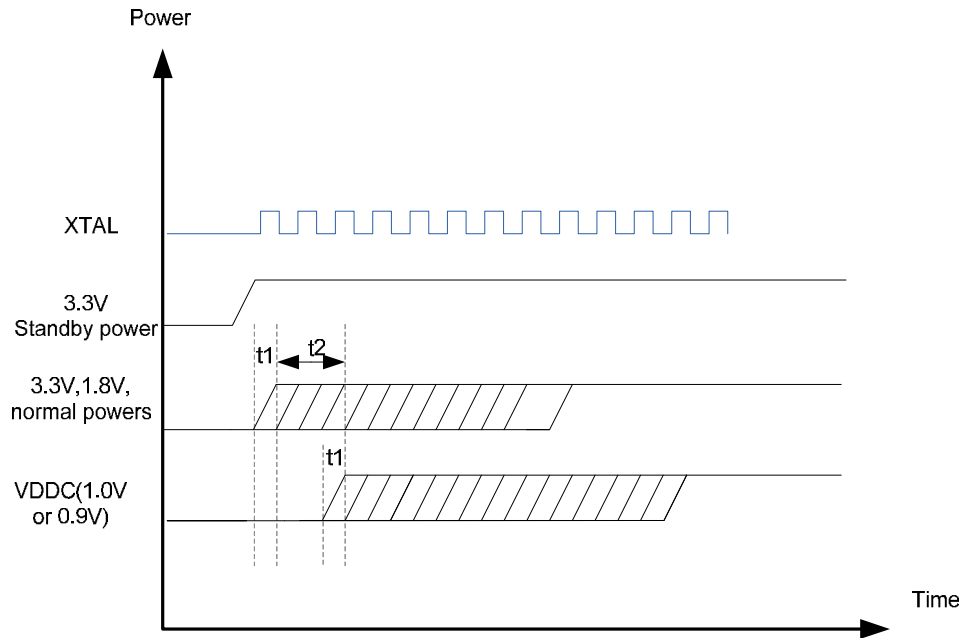 Power
XTAL
3.3V
Standby power
t1
t2
3.3V,1.8V,
normal powers
t1
VDDC(1.0V
or 0.9V)
Time